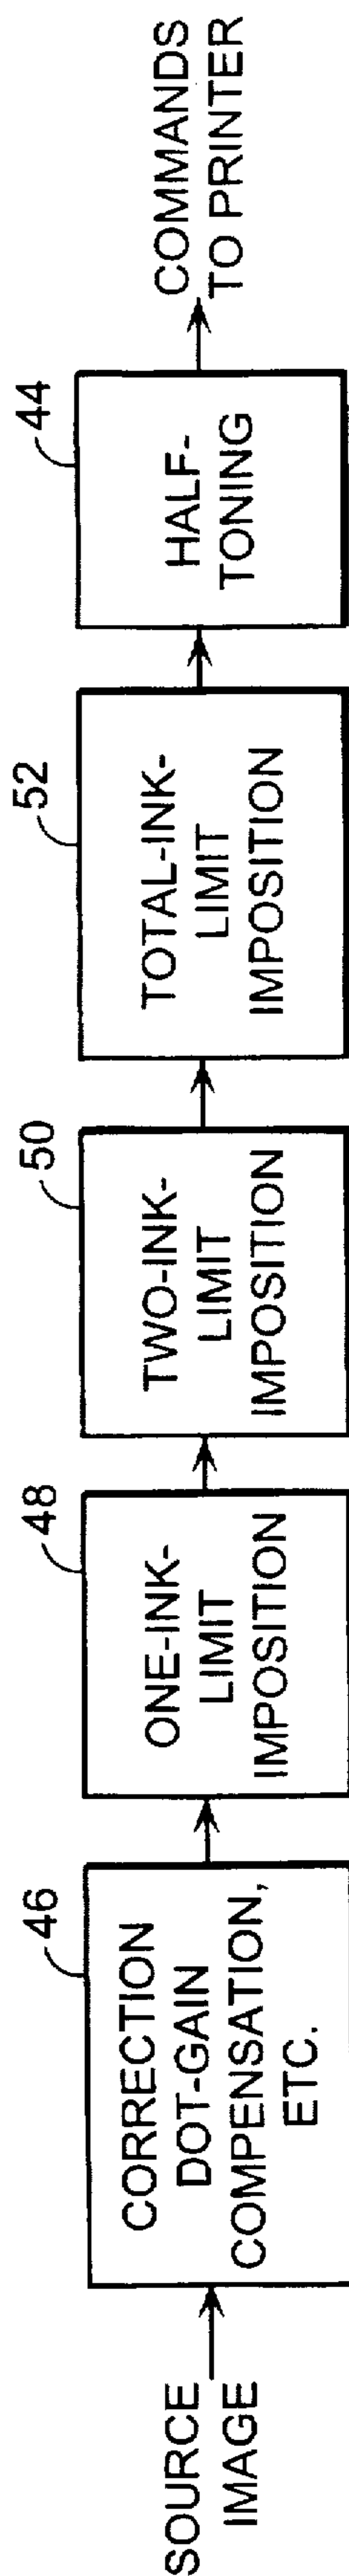 SOURCE
IMAGE
46
CORRECTION
DOT-GAIN
COMPENSATION,
ETC.
48
ONE-INK-
LIMIT
IMPOSITION
50
TWO-INK-
LIMIT
IMPOSITION
52
TOTAL-INK-
LIMIT
IMPOSITION
44
HALF-
TONING
COMMANDS
TO PRINTER